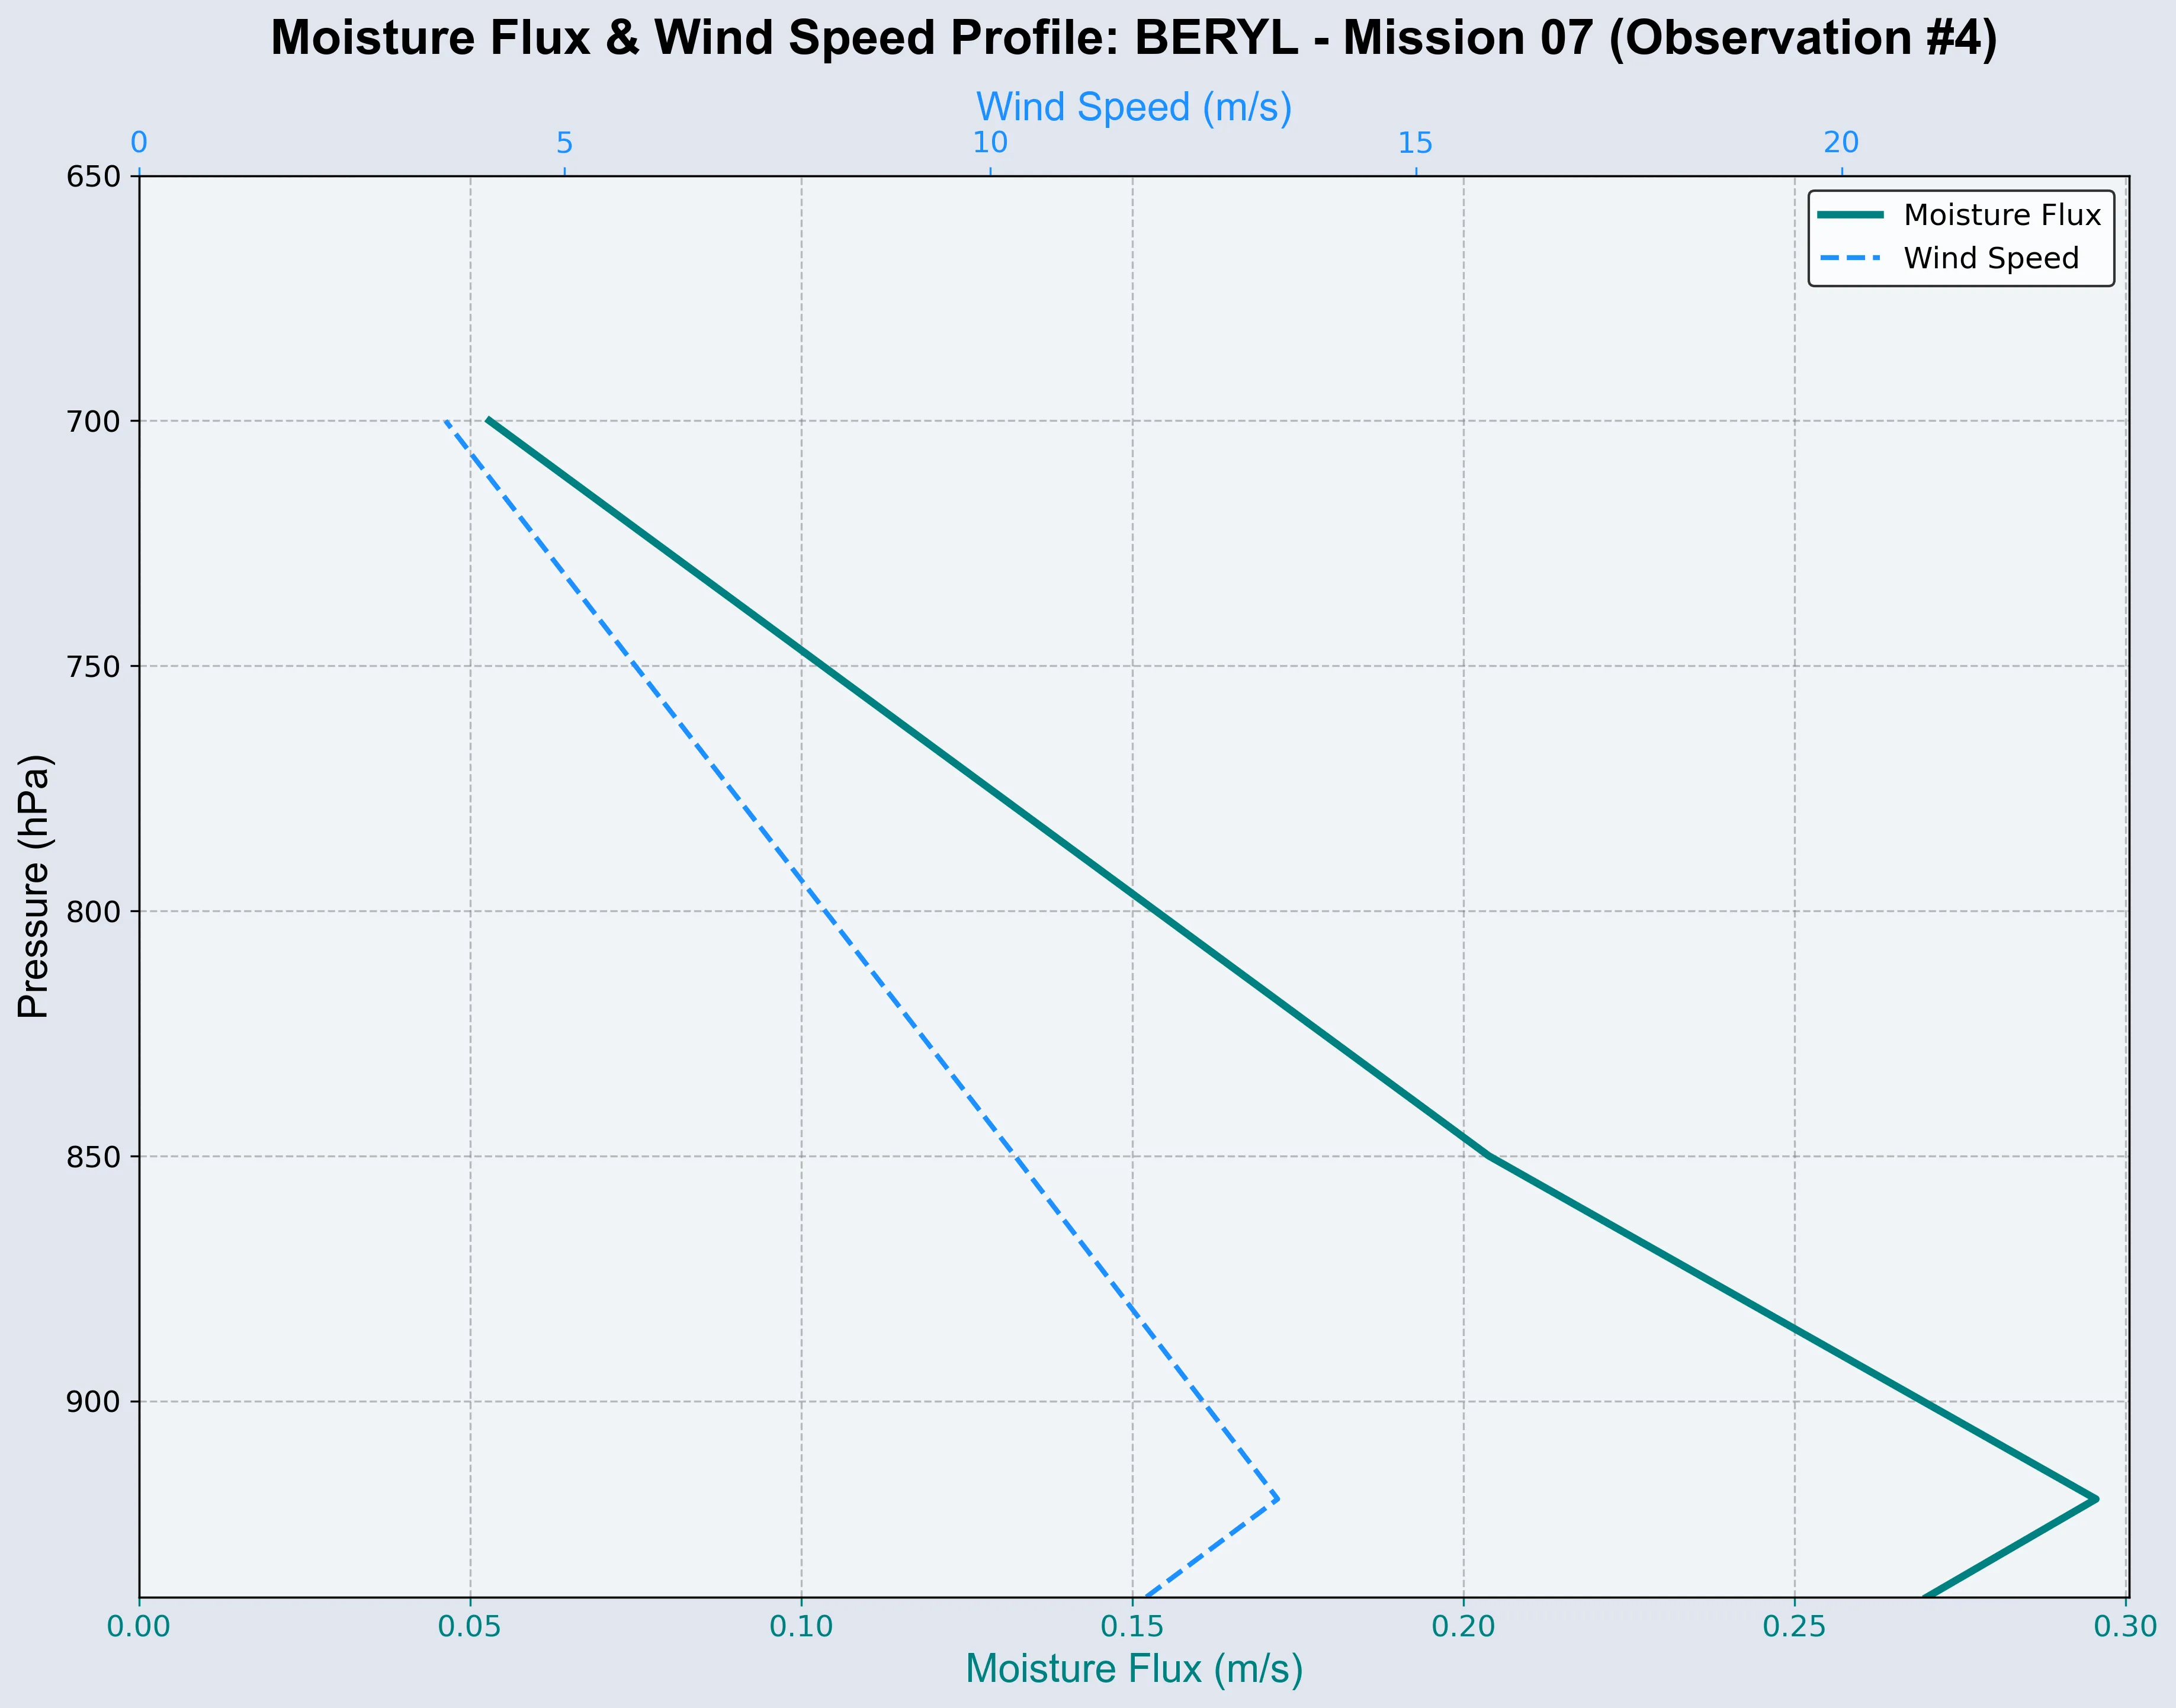 Moisture Flux & Wind Speed Profile: BERYL - Mission 07 (Observation #4)
Wind Speed (m/s)
0 5 10 15 20
Moisture Flux
Wind Speed
Pressure (hPa)
650
700
750
800
850
900
0.00 0.05 0.10 0.15 0.20 0.25 0.30
Moisture Flux (m/s)